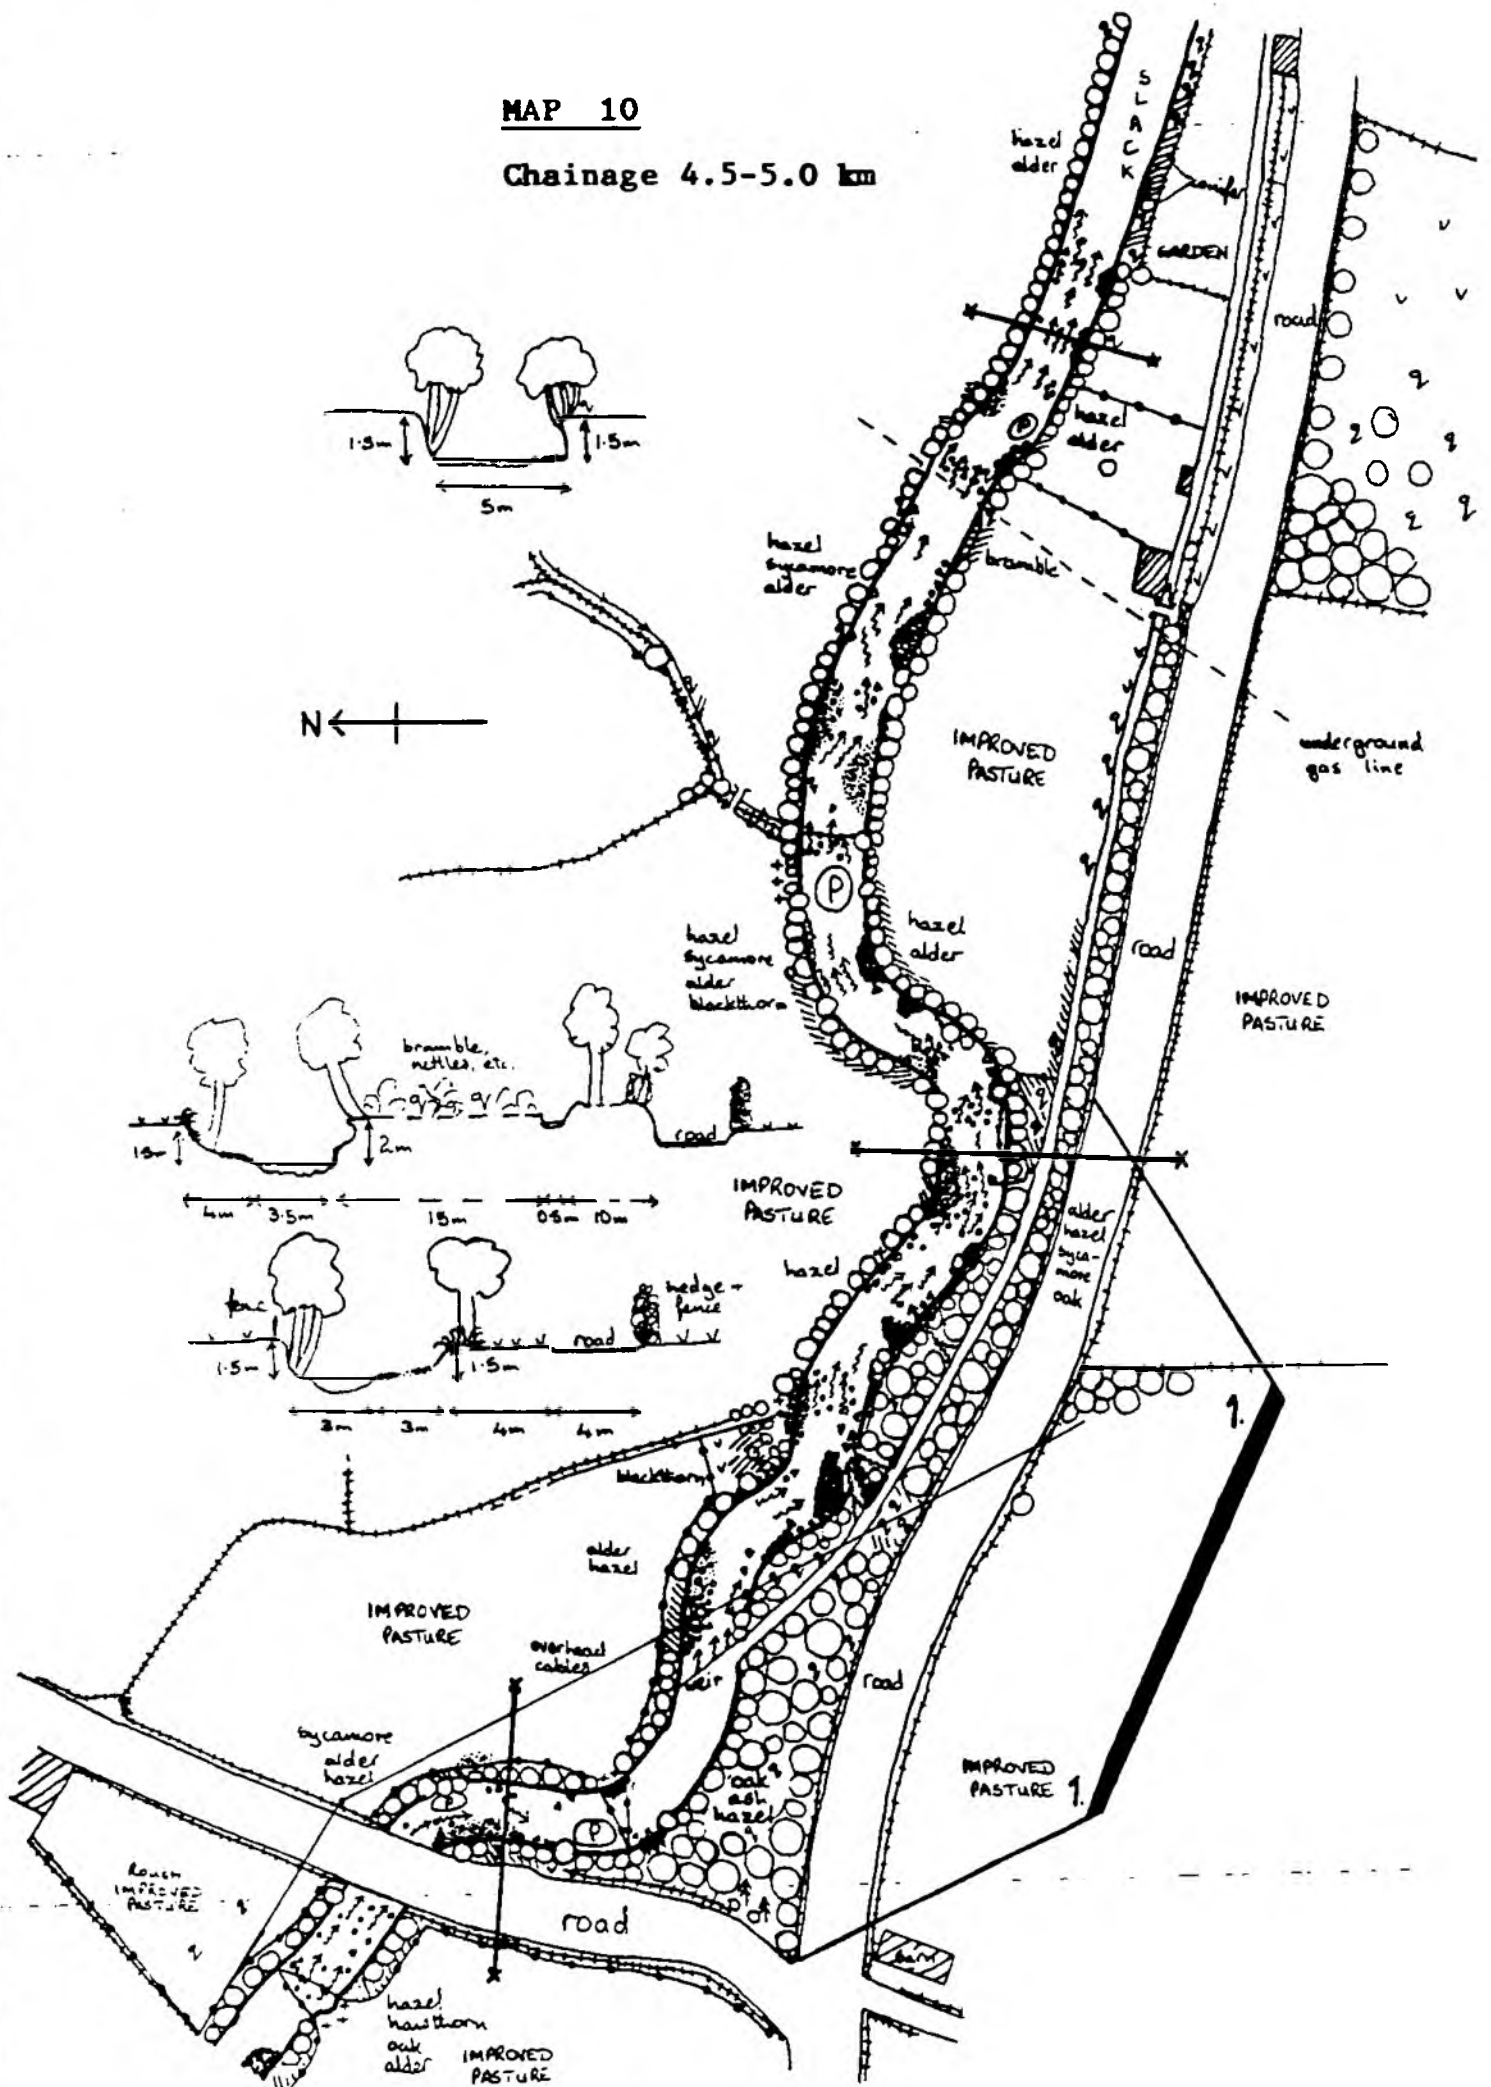 MAP 10
Chainage 4.5-5.0 km
SLACK
hazel
alder
conifer
GARDEN
road
1.5m
1.5m
5m
P
hazel
alder
hazel
sycamore
alder
bramble
N
IMPROVED
PASTURE
underground
gas line
P
hazel
alder
hazel
sycamore
alder
blackthorn
road
IMPROVED
PASTURE
bramble,
nettles, etc.
road
2m
4m
3.5m
15m
0.5m
10m
IMPROVED
PASTURE
alder
hazel
syca-
more
oak
hazel
hedge +
fence
road
1.5m
1.5m
3m
3m
4m
4m
1.
blackthorn
alder
hazel
IMPROVED
PASTURE
overhead
cables
weir
road
sycamore
alder
hazel
P
P
oak
ash
hazel
IMPROVED
PASTURE
1.
ROUGH
IMPROVED
PASTURE
road
barn
hazel
hawthorn
oak
alder
IMPROVED
PASTURE